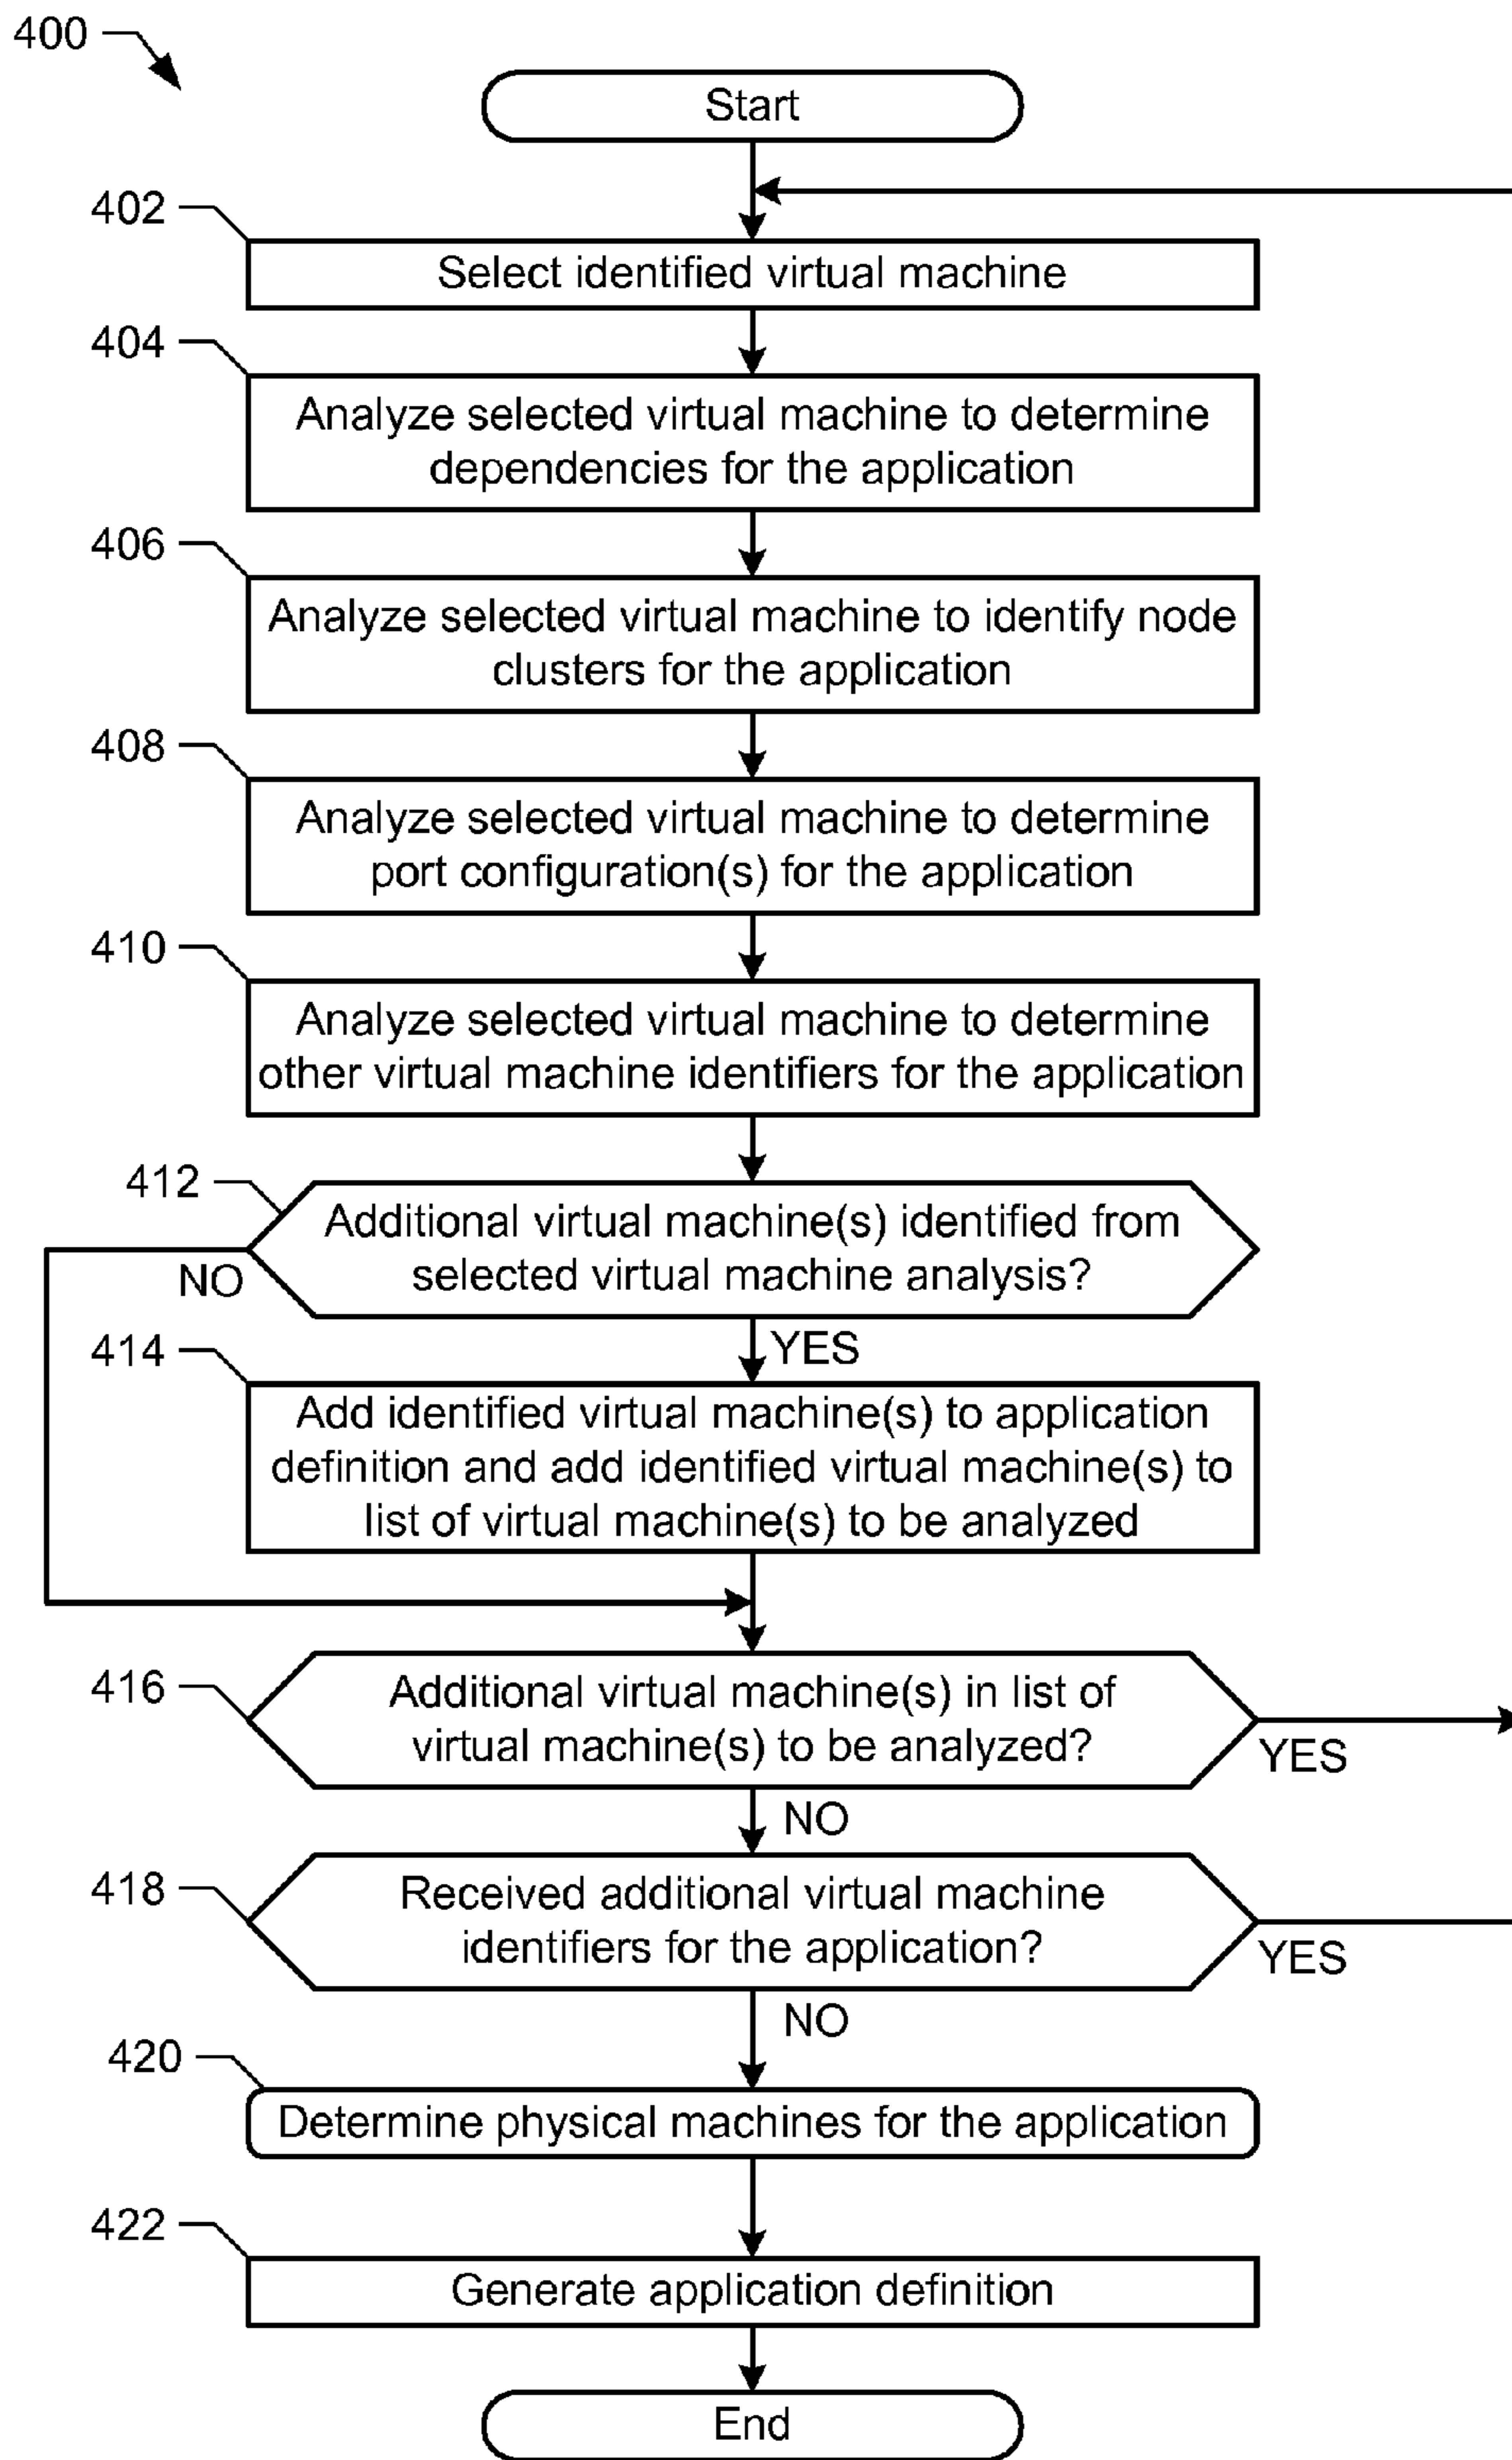 400
Start
402
Select identified virtual machine
404
Analyze selected virtual machine to determine
dependencies for the application
406
Analyze selected virtual machine to identify node
clusters for the application
408
Analyze selected virtual machine to determine
port configuration(s) for the application
410
Analyze selected virtual machine to determine
other virtual machine identifiers for the application
412
Additional virtual machine(s) identified from
selected virtual machine analysis?
NO
YES
414
Add identified virtual machine(s) to application
definition and add identified virtual machine(s) to
list of virtual machine(s) to be analyzed
416
Additional virtual machine(s) in list of
virtual machine(s) to be analyzed?
YES
NO
418
Received additional virtual machine
identifiers for the application?
YES
NO
420
Determine physical machines for the application
422
Generate application definition
End